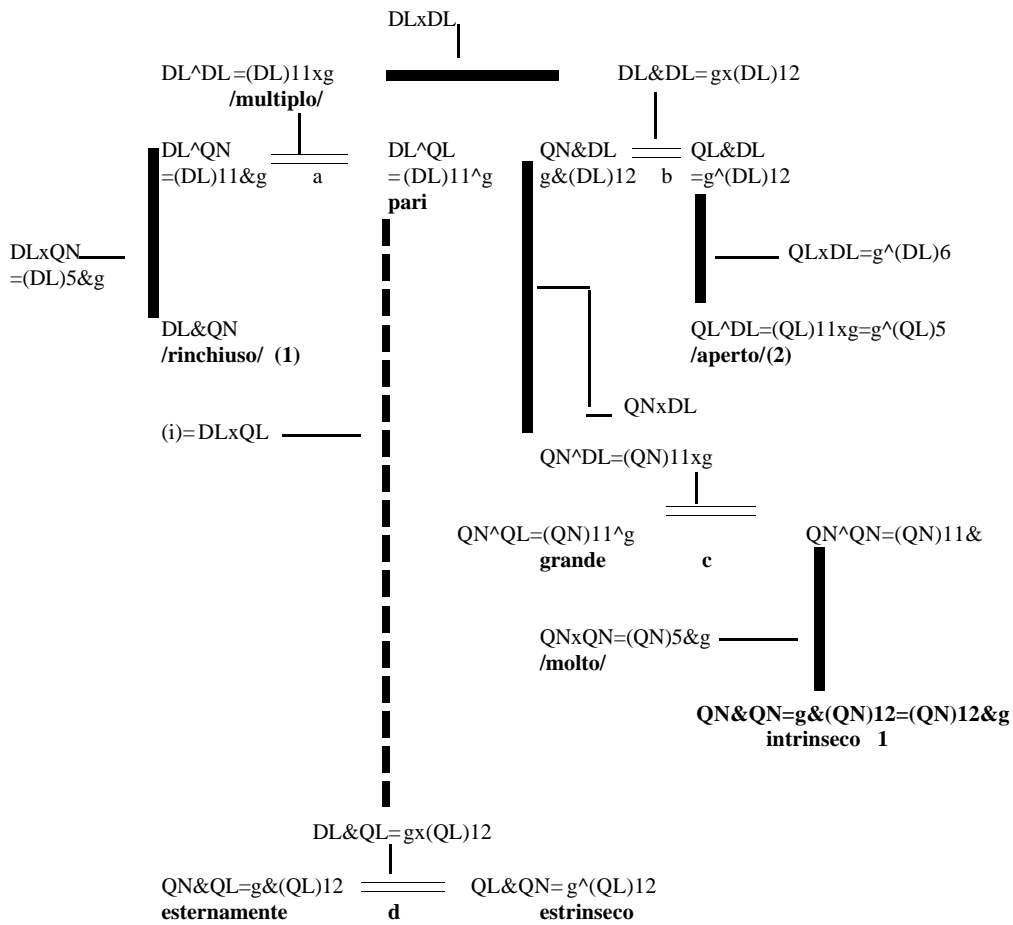 DLxDL
DL^DL=(DL)11xg
/multiplo/
DL&DL=gx(DL)12
DL^QN
=(DL)11&g
a
DL^QL
=(DL)11^g
pari
QN&DL
g&(DL)12
b
QL&DL
=g^(DL)12
DLxQN
=(DL)5&g
QLxDL=g^(DL)6
DL&QN
/rinchiuso/ (1)
QL^DL=(QL)11xg=g^(QL)5
/aperto/(2)
QNxDL
(i)=DLxQL
QN^DL=(QN)11xg
QN^QL=(QN)11^g
grande
c
QN^QN=(QN)11&
QNxQN=(QN)5&g
/molto/
QN&QN=g&(QN)12=(QN)12&g
intrinseco 1
DL&QL=gx(QL)12
QN&QL=g&(QL)12
esternamente
d
QL&QN=g^(QL)12
estrinseco